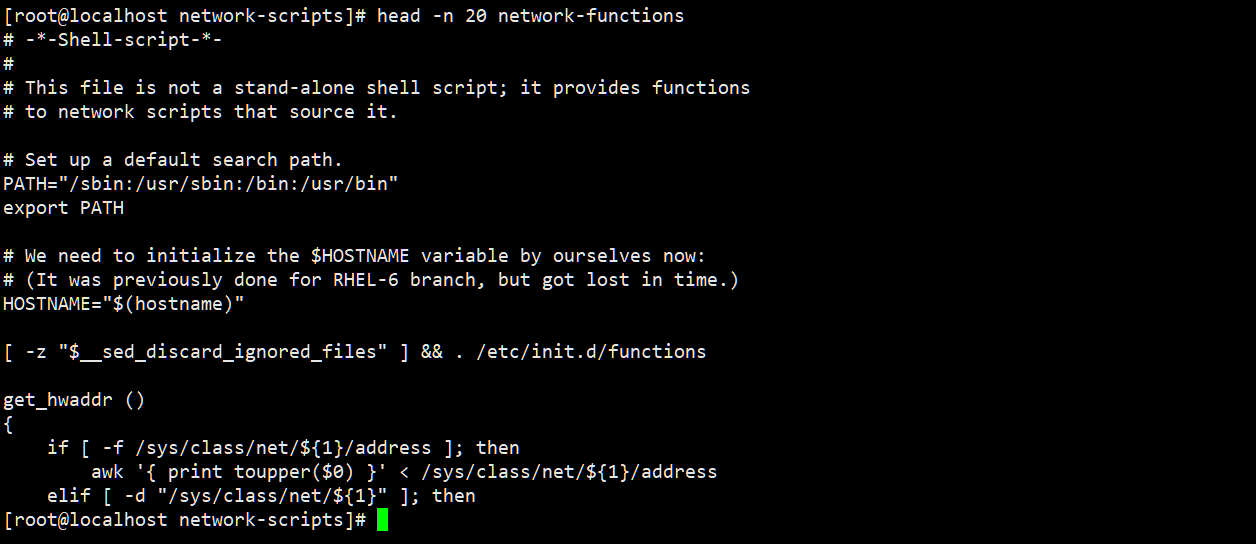 [root@localhost network-scripts]# head -n 20 network-functions
# -*-Shell-script-*-
#
# This file is not a stand-alone shell script; it provides functions
# to network scripts that source it.

# Set up a default search path.
PATH="/sbin:/usr/sbin:/bin:/usr/bin"
export PATH

# We need to initialize the $HOSTNAME variable by ourselves now:
# (It was previously done for RHEL-6 branch, but got lost in time.)
HOSTNAME="$(hostname)"

[ -z "$__sed_discard_ignored_files" ] && . /etc/init.d/functions

get_hwaddr ()
{
    if [ -f /sys/class/net/${1}/address ]; then
        awk '{ print toupper($0) }' < /sys/class/net/${1}/address
    elif [ -d "/sys/class/net/${1}" ]; then
[root@localhost network-scripts]#